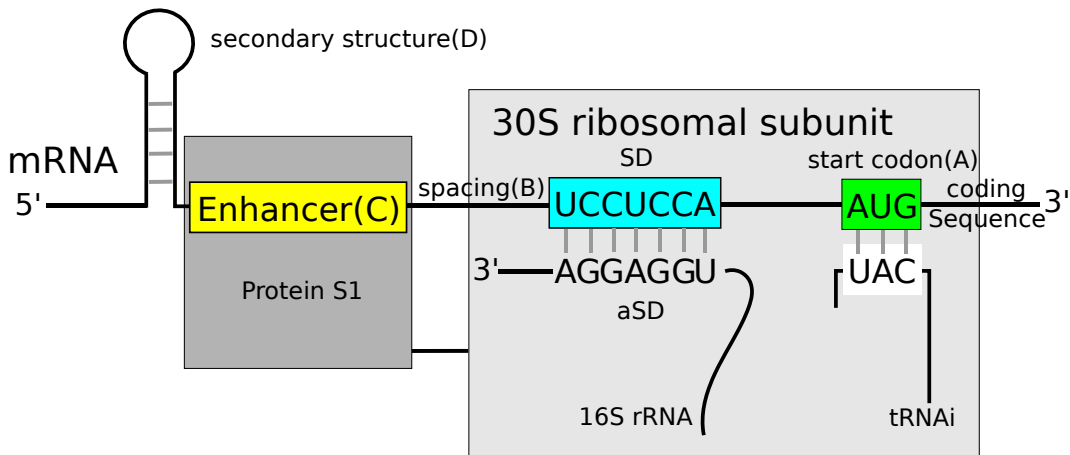 secondary structure(D)
30S ribosomal subunit
mRNA
SD
start codon(A)
5'
Enhancer(C)
spacing(B)
UCCUCCA
AUG
coding
Sequence
3'
3'
AGGAGGU
UAC
Protein S1
aSD
16S rRNA
tRNAi